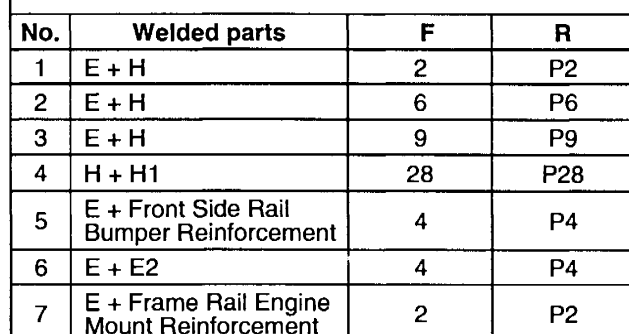 No. Welded parts F R
1 E + H 2 P2
2 E + H 6 P6
3 E + H 9 P9
4 H + H1 28 P28
5 E + Front Side Rail
Bumper Reinforcement 4 P4
6 E + E2 4 P4
7 E + Frame Rail Engine
Mount Reinforcement 2 P2